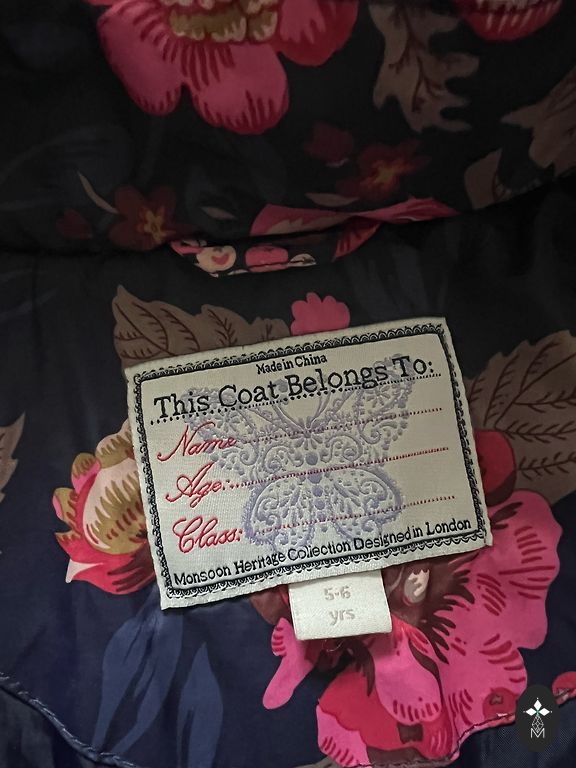 Made in China
This Coat Belongs To:
Name
Age:
Class:
Monsoon Heritage Collection Designed in London
5-6
yrs
M